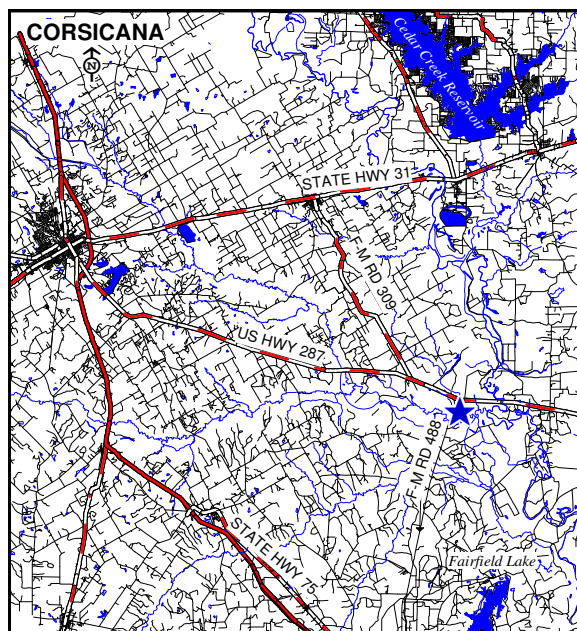 CORSICANA
N
Cedar Creek Reservoir
STATE HWY 31
F-M RD 309
US HWY 287
F-M RD 488
STATE HWY 75
Fairfield Lake